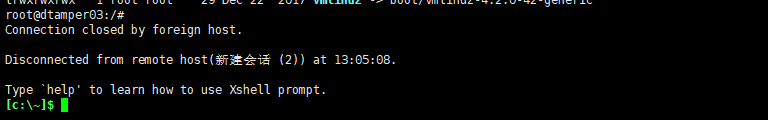 lrwxrwxrwx   1 root root    29 Dec 22  2017 vmlinuz -> boot/vmlinuz-4.2.0-42-generic
root@dtamper03:/#
Connection closed by foreign host.
Disconnected from remote host(新建会话 (2)) at 13:05:08.
Type `help' to learn how to use Xshell prompt.
[c:\~]$